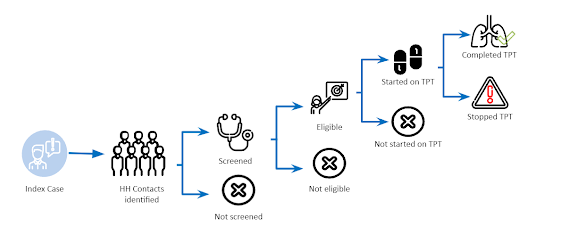 Completed TPT
Started on TPT
Stopped TPT
Eligible
Not started on TPT
Screened
Index Case
HH Contacts
identified
Not eligible
Not screened